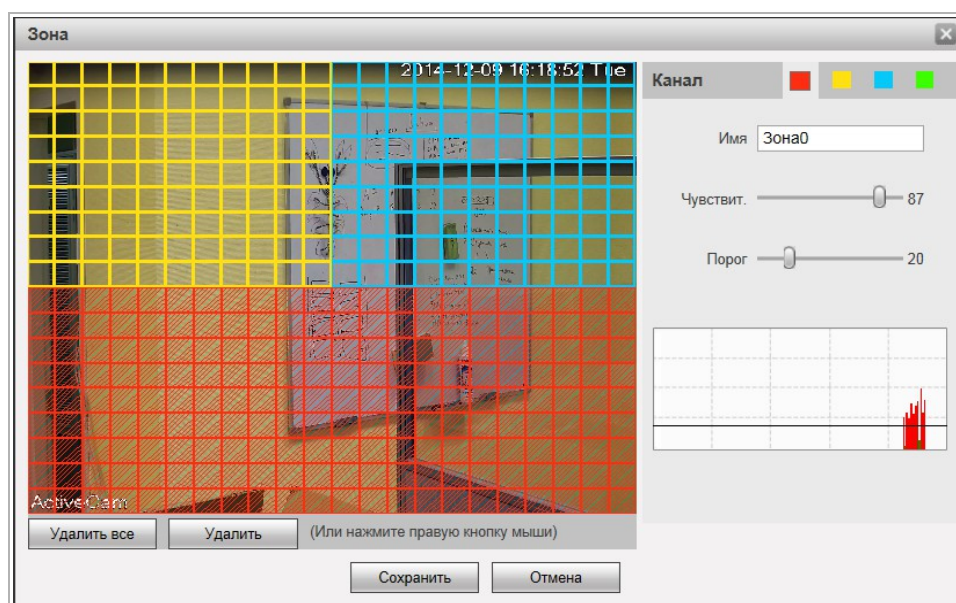 Зона
2014-12-09 16:18:52 Tue
Канал
Имя Зона0
Чувствит. 87
Порог 20
ActiveCam
Удалить все Удалить (Или нажмите правую кнопку мыши)
Сохранить Отмена